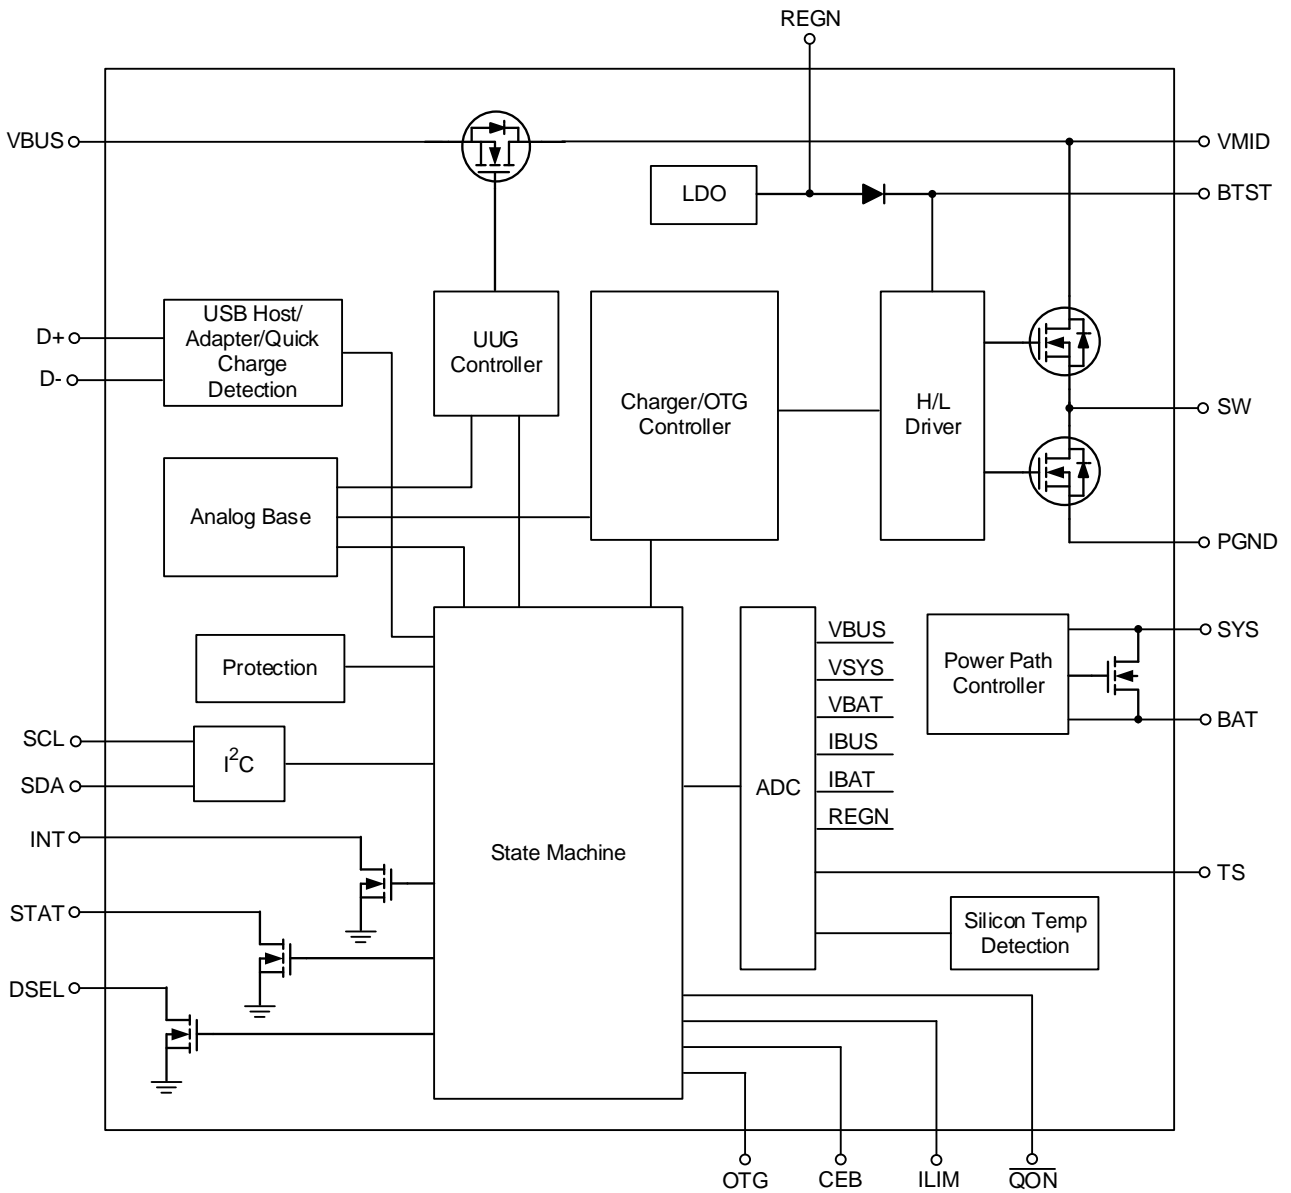 REGN
VBUS
VMID
LDO
BTST
USB Host/
Adapter/Quick
Charge
Detection
D+
D-
UUG
Controller
Charger/OTG
Controller
H/L
Driver
SW
Analog Base
PGND
Protection
SCL
SDA
I²C
INT
STAT
DSEL
State Machine
ADC
VBUS
VSYS
VBAT
IBUS
IBAT
REGN
Power Path
Controller
SYS
BAT
TS
Silicon Temp
Detection
OTG
CEB
ILIM
Q̅O̅N̅